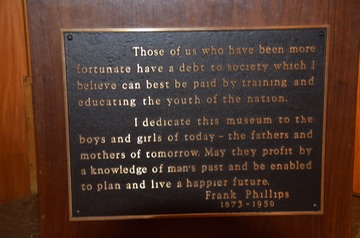 Those of us who have been more
fortunate have a debt to society which I
believe can best be paid by training and
educating the youth of the nation.
I dedicate this museum to the
boys and girls of today - the fathers and
mothers of tomorrow. May they profit by
a knowledge of man's past and be enabled
to plan and live a happier future.
Frank Phillips
1873-1950